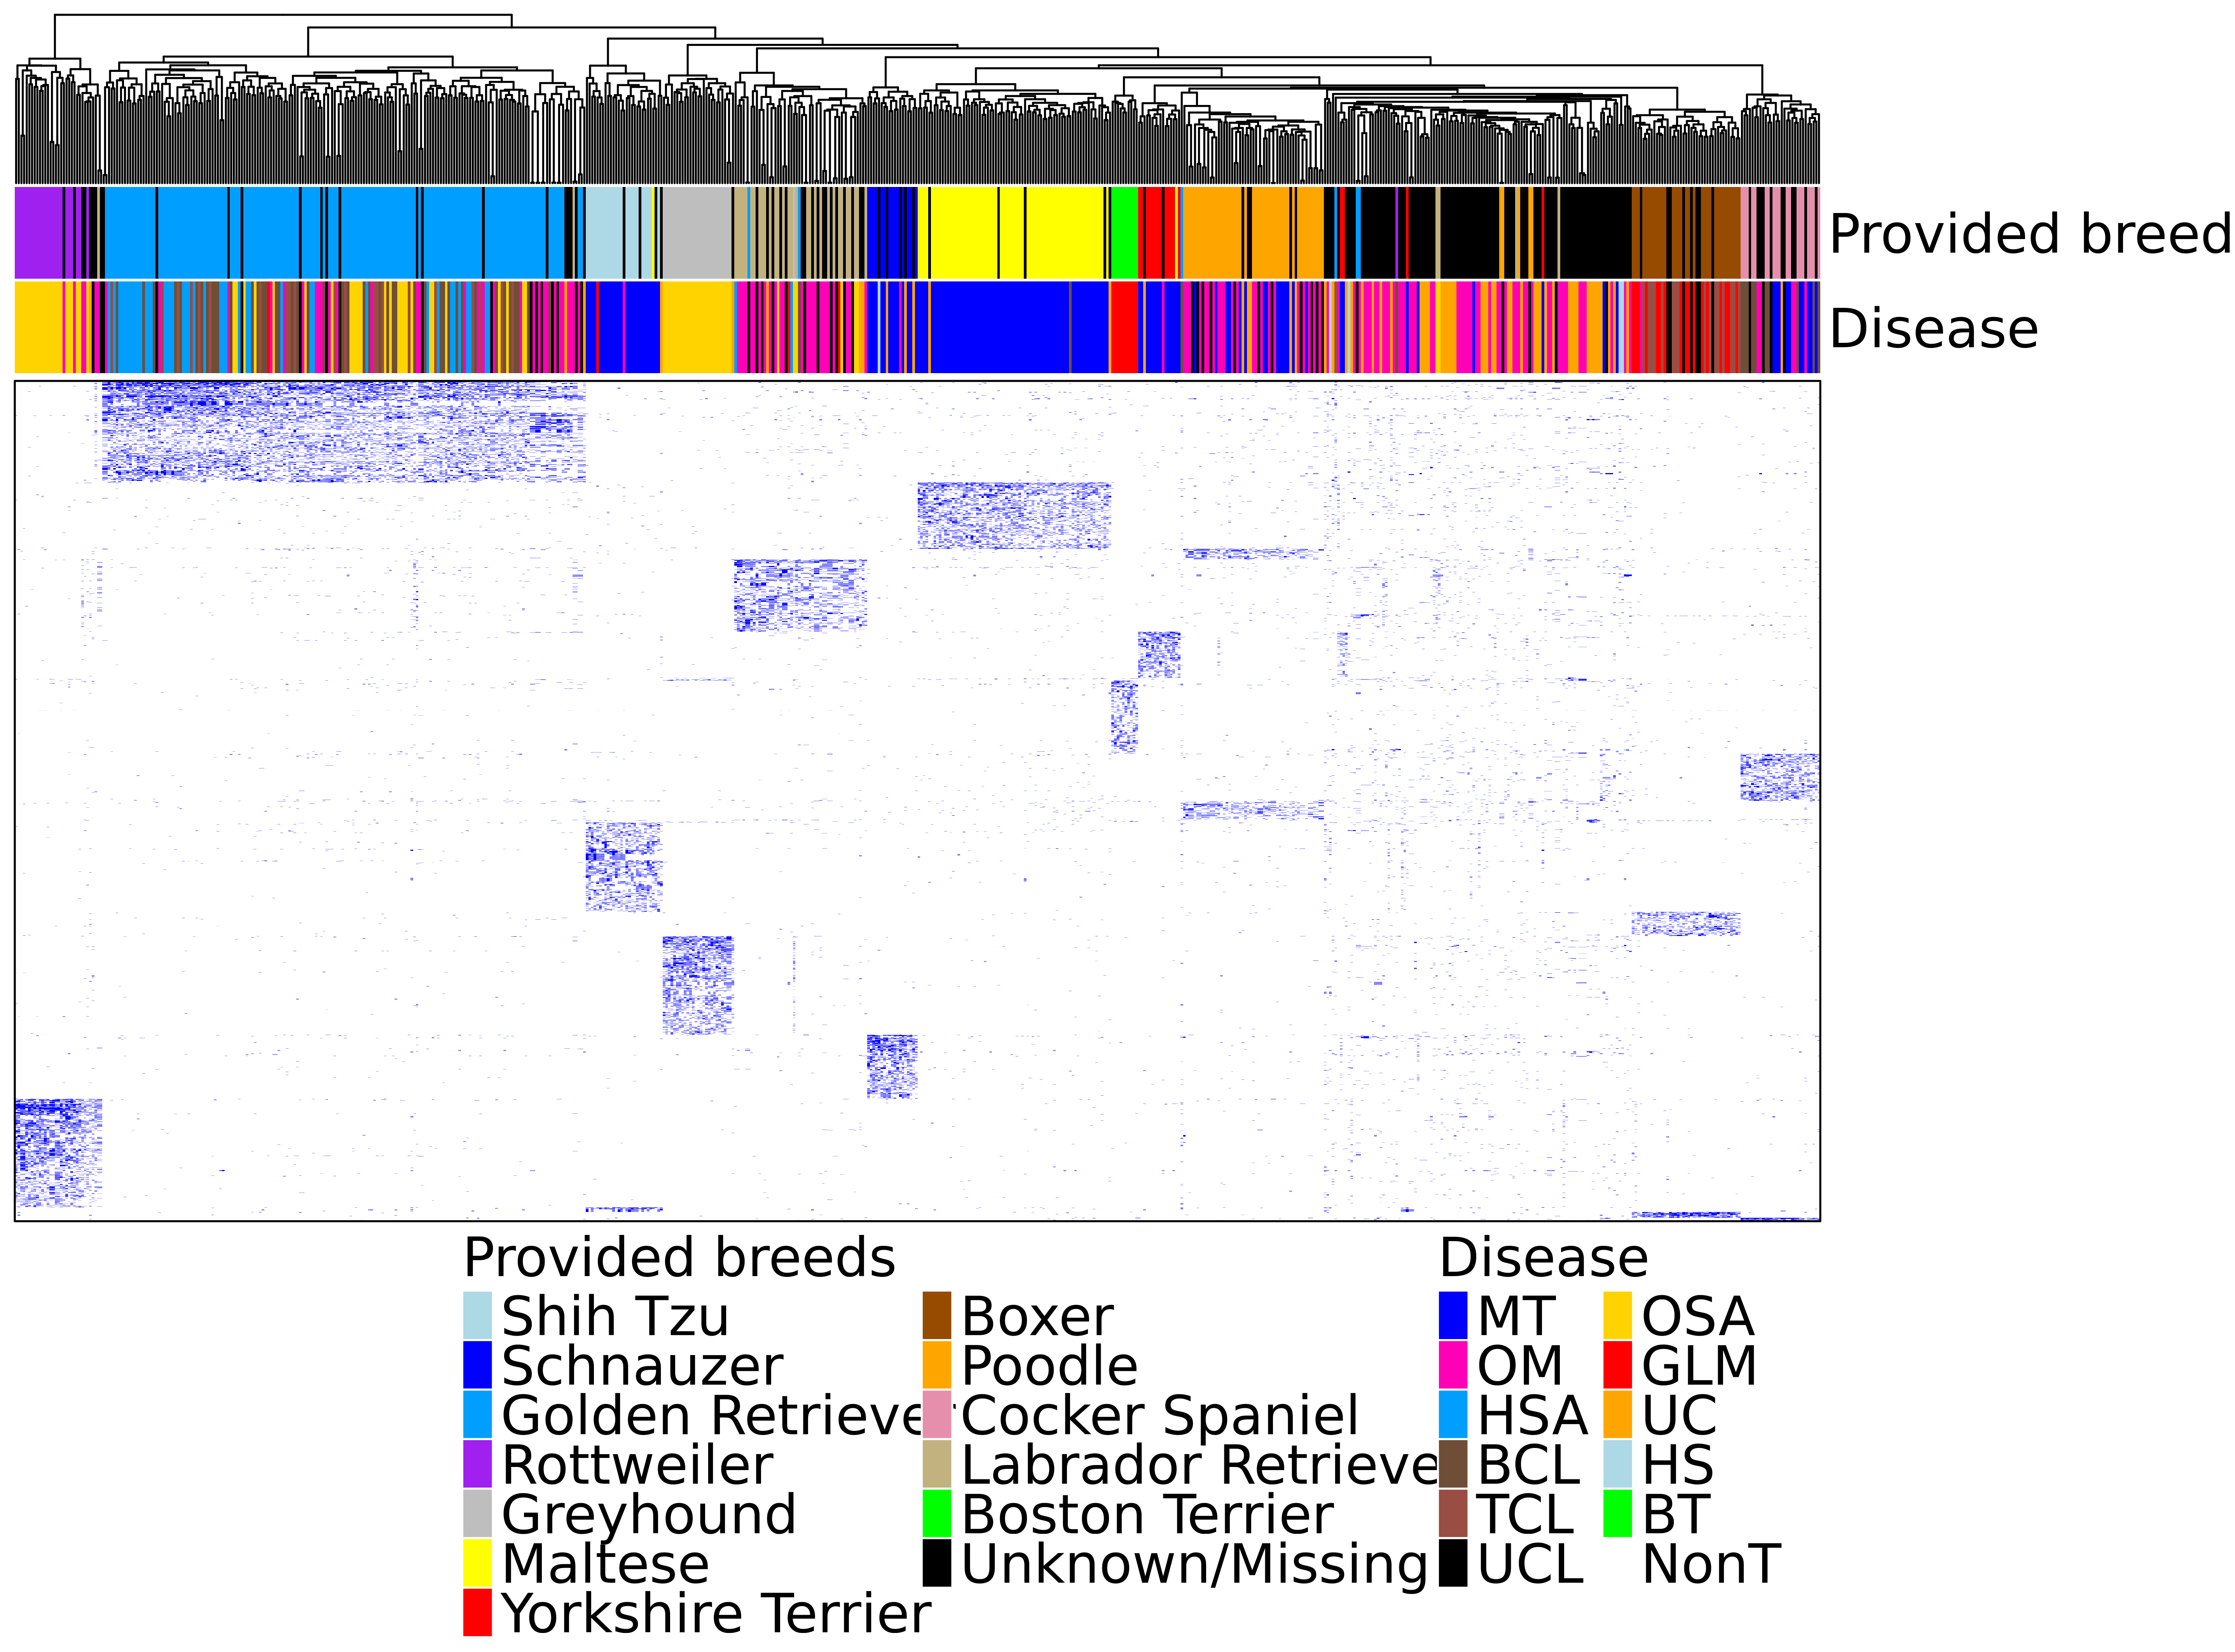 Provided breed
Disease
Provided breeds
Shih Tzu
Schnauzer
Golden Retriever
Rottweiler
Greyhound
Maltese
Yorkshire Terrier
Boxer
Poodle
Cocker Spaniel
Labrador Retrieve
Boston Terrier
Unknown/Missing
Disease
MT
OM
HSA
BCL
TCL
UCL
OSA
GLM
UC
HS
BT
NonT